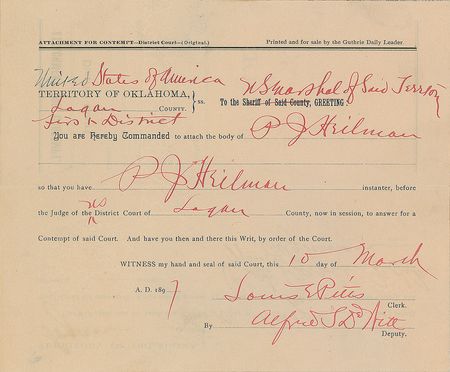 ATTACHMENT FOR CONTEMPT—District Court—(Original.) Printed and for sale by the Guthrie Daily Leader.
United States of America U S Marshal of Said Territory
TERRITORY OF OKLAHOMA, } ss. To the Sheriff of Said County, GREETING
Logan COUNTY.
first District
You are Hereby Commanded to attach the body of P J Heilman
so that you have P J Heilman instanter, before
the Judge of the US District Court of Logan County, now in session, to answer for a
Contempt of said Court. And have you then and there this Writ, by order of the Court.
WITNESS my hand and seal of said Court, this 10 day of March
A. D. 1897 Louis E Pitts Clerk.
By Alfred S DeWitt
Deputy.